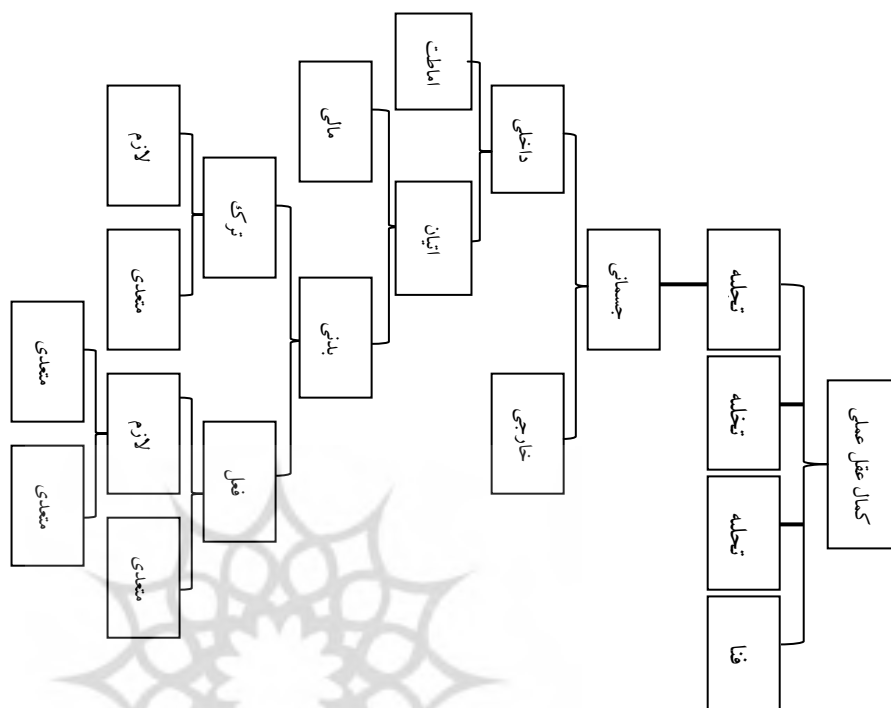 کمال عقل عملی
تجلیه
تخلیه
تحلیه
فنا
جسمانی
داخلی
خارجی
اماطت
اتیان
مالی
بدنی
ترک
فعل
لازم
متعدی
لازم
متعدی
متعدی
متعدی